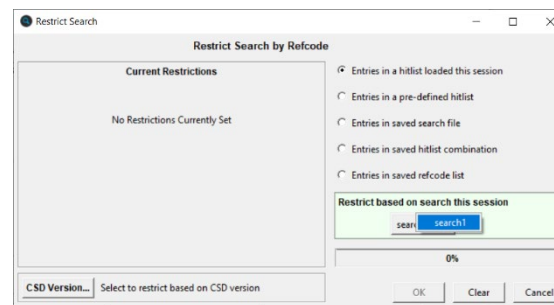 Restrict Search
Restrict Search by Refcode
Current Restrictions
No Restrictions Currently Set
Entries in a hitlist loaded this session
Entries in a pre-defined hitlist
Entries in saved search file
Entries in saved hitlist combination
Entries in saved refcode list
Restrict based on search this session
search1
0%
CSD Version... Select to restrict based on CSD version
OK Clear Cancel